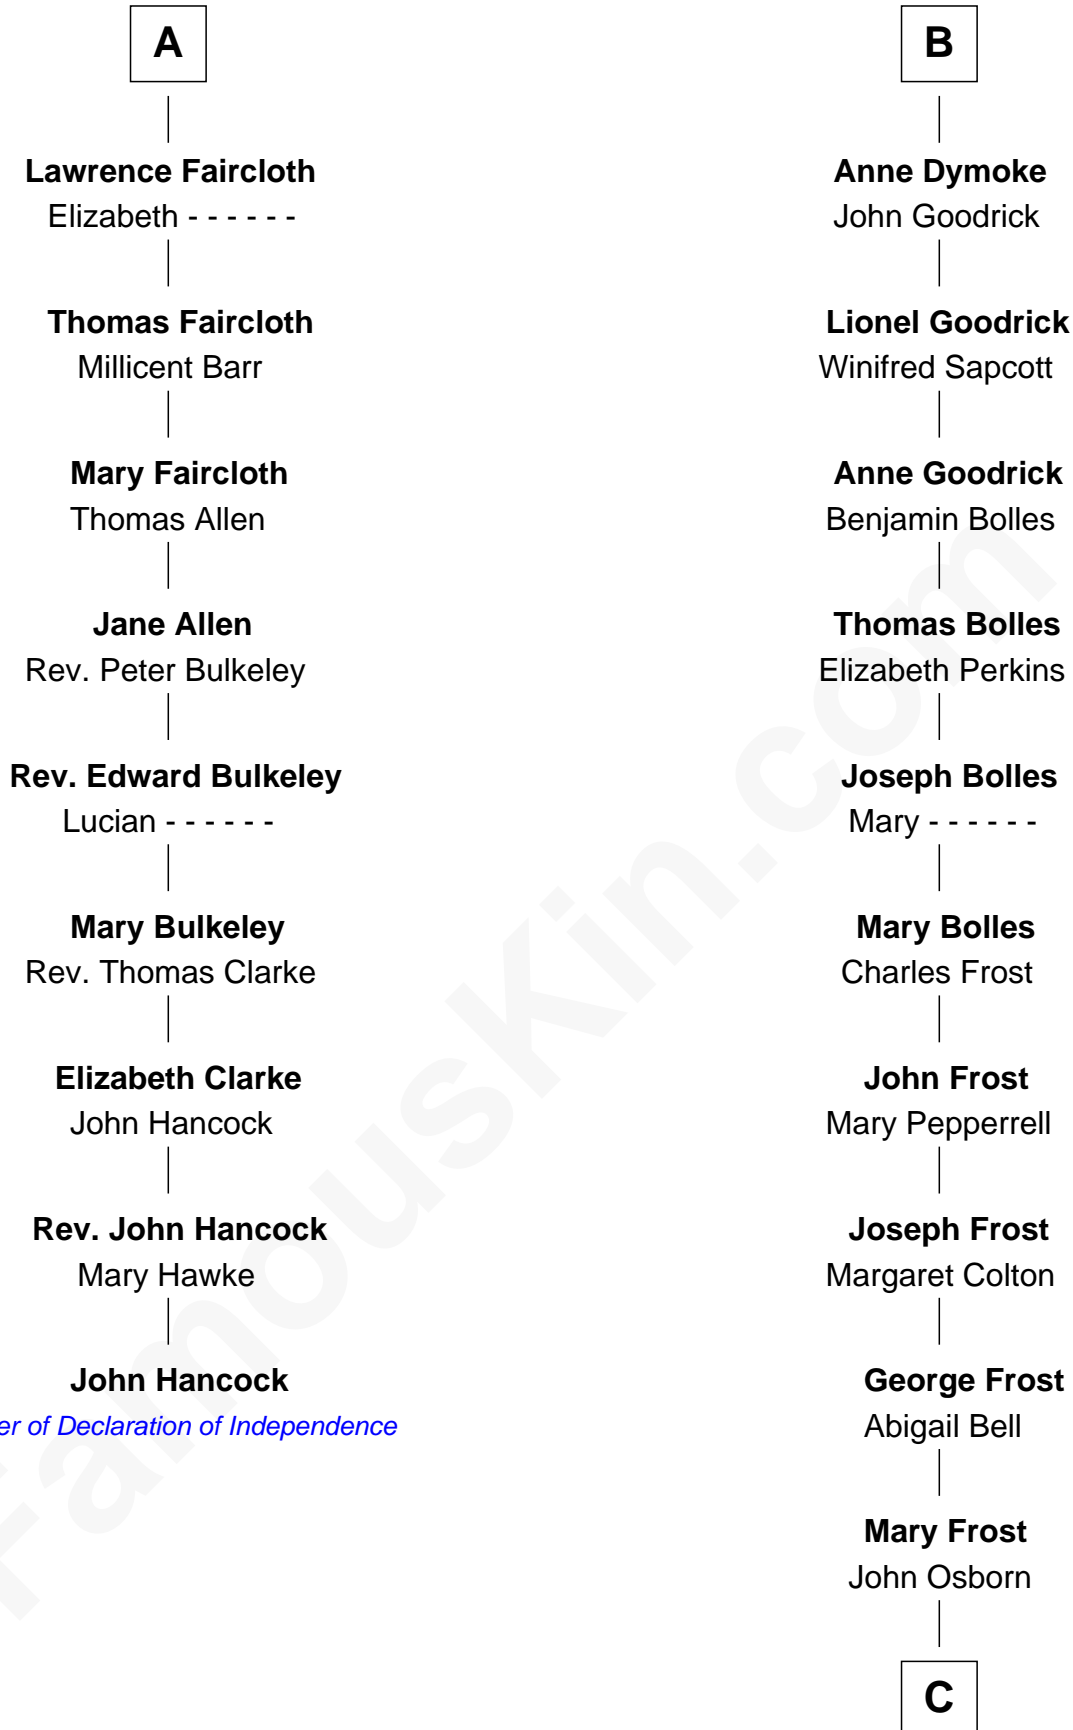 A
Lawrence Faircloth
Elizabeth - - - - - -
Thomas Faircloth
Millicent Barr
Mary Faircloth
Thomas Allen
Jane Allen
Rev. Peter Bulkeley
Rev. Edward Bulkeley
Lucian - - - - - -
Mary Bulkeley
Rev. Thomas Clarke
Elizabeth Clarke
John Hancock
Rev. John Hancock
Mary Hawke
John Hancock
of Declaration of Independence
B
Anne Dymoke
John Goodrick
Lionel Goodrick
Winifred Sapcott
Anne Goodrick
Benjamin Bolles
Thomas Bolles
Elizabeth Perkins
Joseph Bolles
Mary - - - - - -
Mary Bolles
Charles Frost
John Frost
Mary Pepperrell
Joseph Frost
Margaret Colton
George Frost
Abigail Bell
Mary Frost
John Osborn
C
FamousKin.com